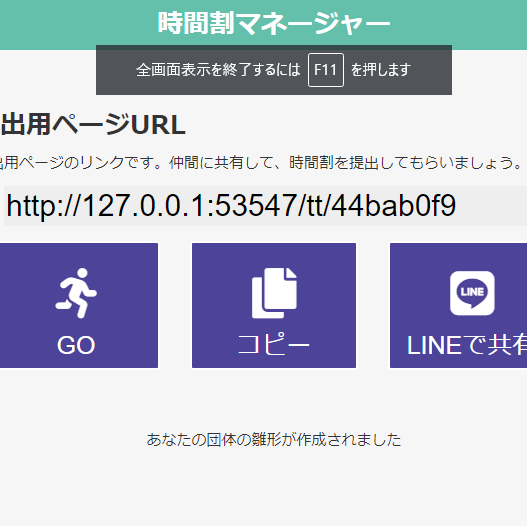 時間割マネージャー
全画面表示を終了するには F11 を押します
出用ページURL
出用ページのリンクです。仲間に共有して、時間割を提出してもらいましょう。
http://127.0.0.1:53547/tt/44bab0f9
GO
コピー
LINE
LINEで共有
あなたの団体の雛形が作成されました